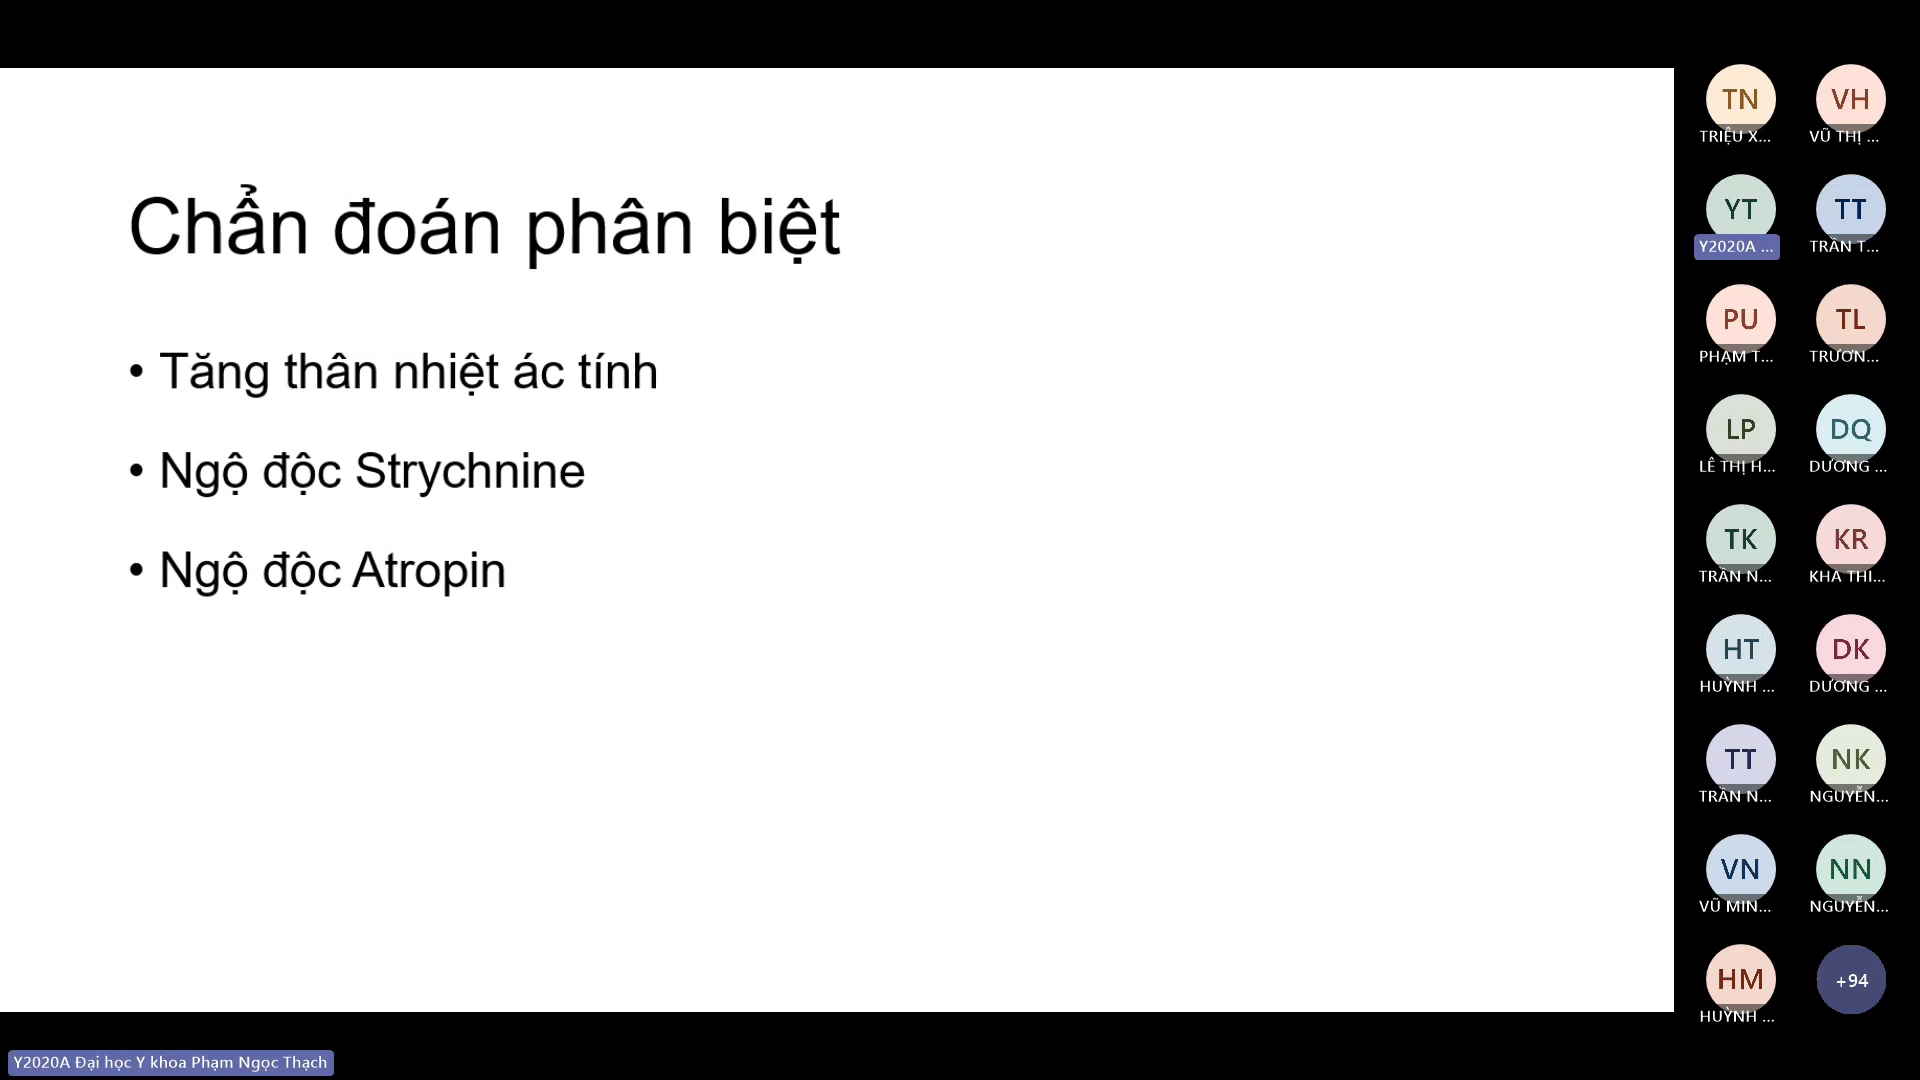 Chẩn đoán phân biệt
• Tăng thân nhiệt ác tính
• Ngộ độc Strychnine
• Ngộ độc Atropin
TN
TRIỆU X...
VH
VŨ THỊ ...
YT
Y2020A ...
TT
TRẦN T...
PU
PHẠM T...
TL
TRƯƠN...
LP
LÊ THỊ H...
DQ
DƯƠNG ...
TK
TRẦN N...
KR
KHA THI...
HT
HUỲNH ...
DK
DƯƠNG ...
TT
TRẦN N...
NK
NGUYỄN...
VN
VŨ MIN...
NN
NGUYỄN...
HM
HUỲNH ...
+94
Y2020A Đại học Y khoa Phạm Ngọc Thạch